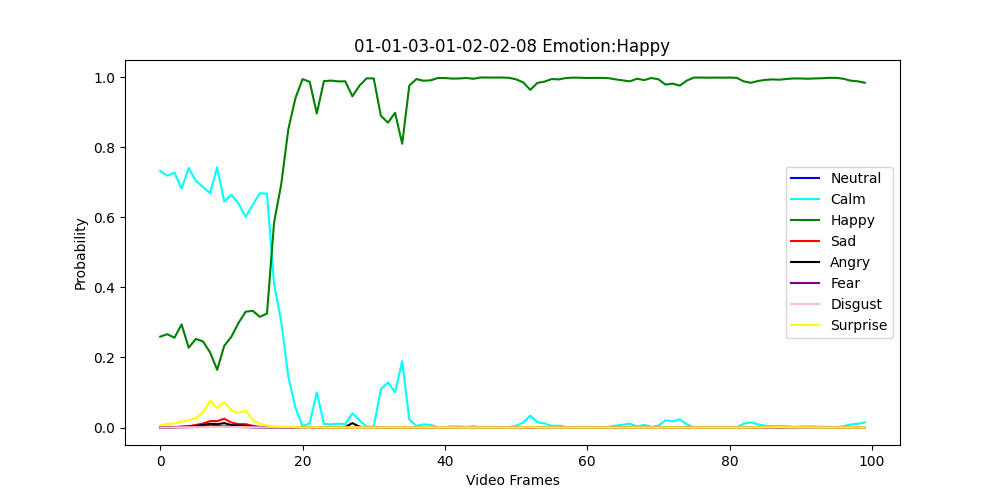 01-01-03-01-02-02-08 Emotion:Happy
1.0
0.8
0.6
0.4
0.2
0.0
Probability
Neutral
Calm
Happy
Sad
Angry
Fear
Disgust
Surprise
0 20 40 60 80 100
Video Frames